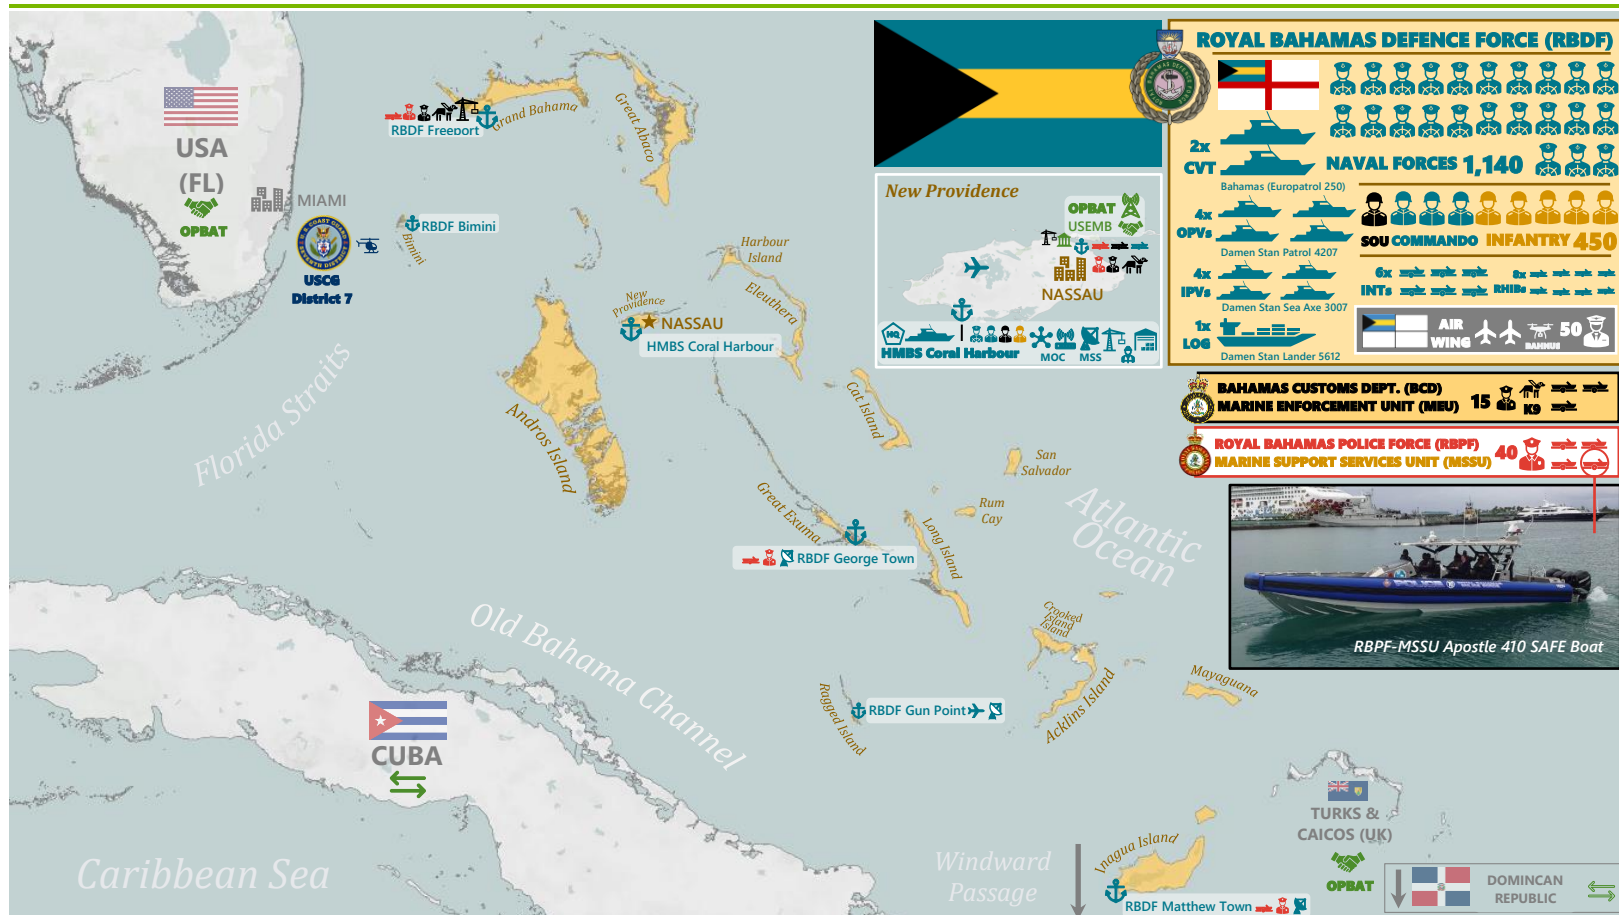 USA
(FL)
OPBAT
MIAMI
USCG
District 7
RBDF Freeport
Grand Bahama
Great Abaco
RBDF Bimini
Bimini
Harbour
Island
Eleuthera
New
Providence
NASSAU
HMBS Coral Harbour
Andros Island
Florida Straits
Cat Island
San
Salvador
Rum
Cay
Great Exuma
Long Island
RBDF George Town
Atlantic
Ocean
Old Bahama Channel
Crooked
Island
Island
Acklins Island
Mayaguana
Ragged Island
RBDF Gun Point
CUBA
Caribbean Sea
Windward
Passage
Inagua Island
RBDF Matthew Town
TURKS &
CAICOS (UK)
OPBAT
DOMINCAN
REPUBLIC
New Providence
OPBAT
USEMB
NASSAU
HQ
HMBS Coral Harbour
MOC
MSS
ROYAL BAHAMAS DEFENCE FORCE (RBDF)
2x
CVT
Bahamas (Europatrol 250)
NAVAL FORCES 1,140
4x
OPVs
Damen Stan Patrol 4207
SOU COMMANDO INFANTRY 450
4x
IPVs
Damen Stan Sea Axe 3007
6x
INTs
8x
RHIBs
1x
LOG
Damen Stan Lander 5612
AIR
WING
BAHNUS
50
BAHAMAS CUSTOMS DEPT. (BCD)
MARINE ENFORCEMENT UNIT (MEU)
15
K9
ROYAL BAHAMAS POLICE FORCE (RBPF)
MARINE SUPPORT SERVICES UNIT (MSSU)
40
RBPF-MSSU Apostle 410 SAFE Boat